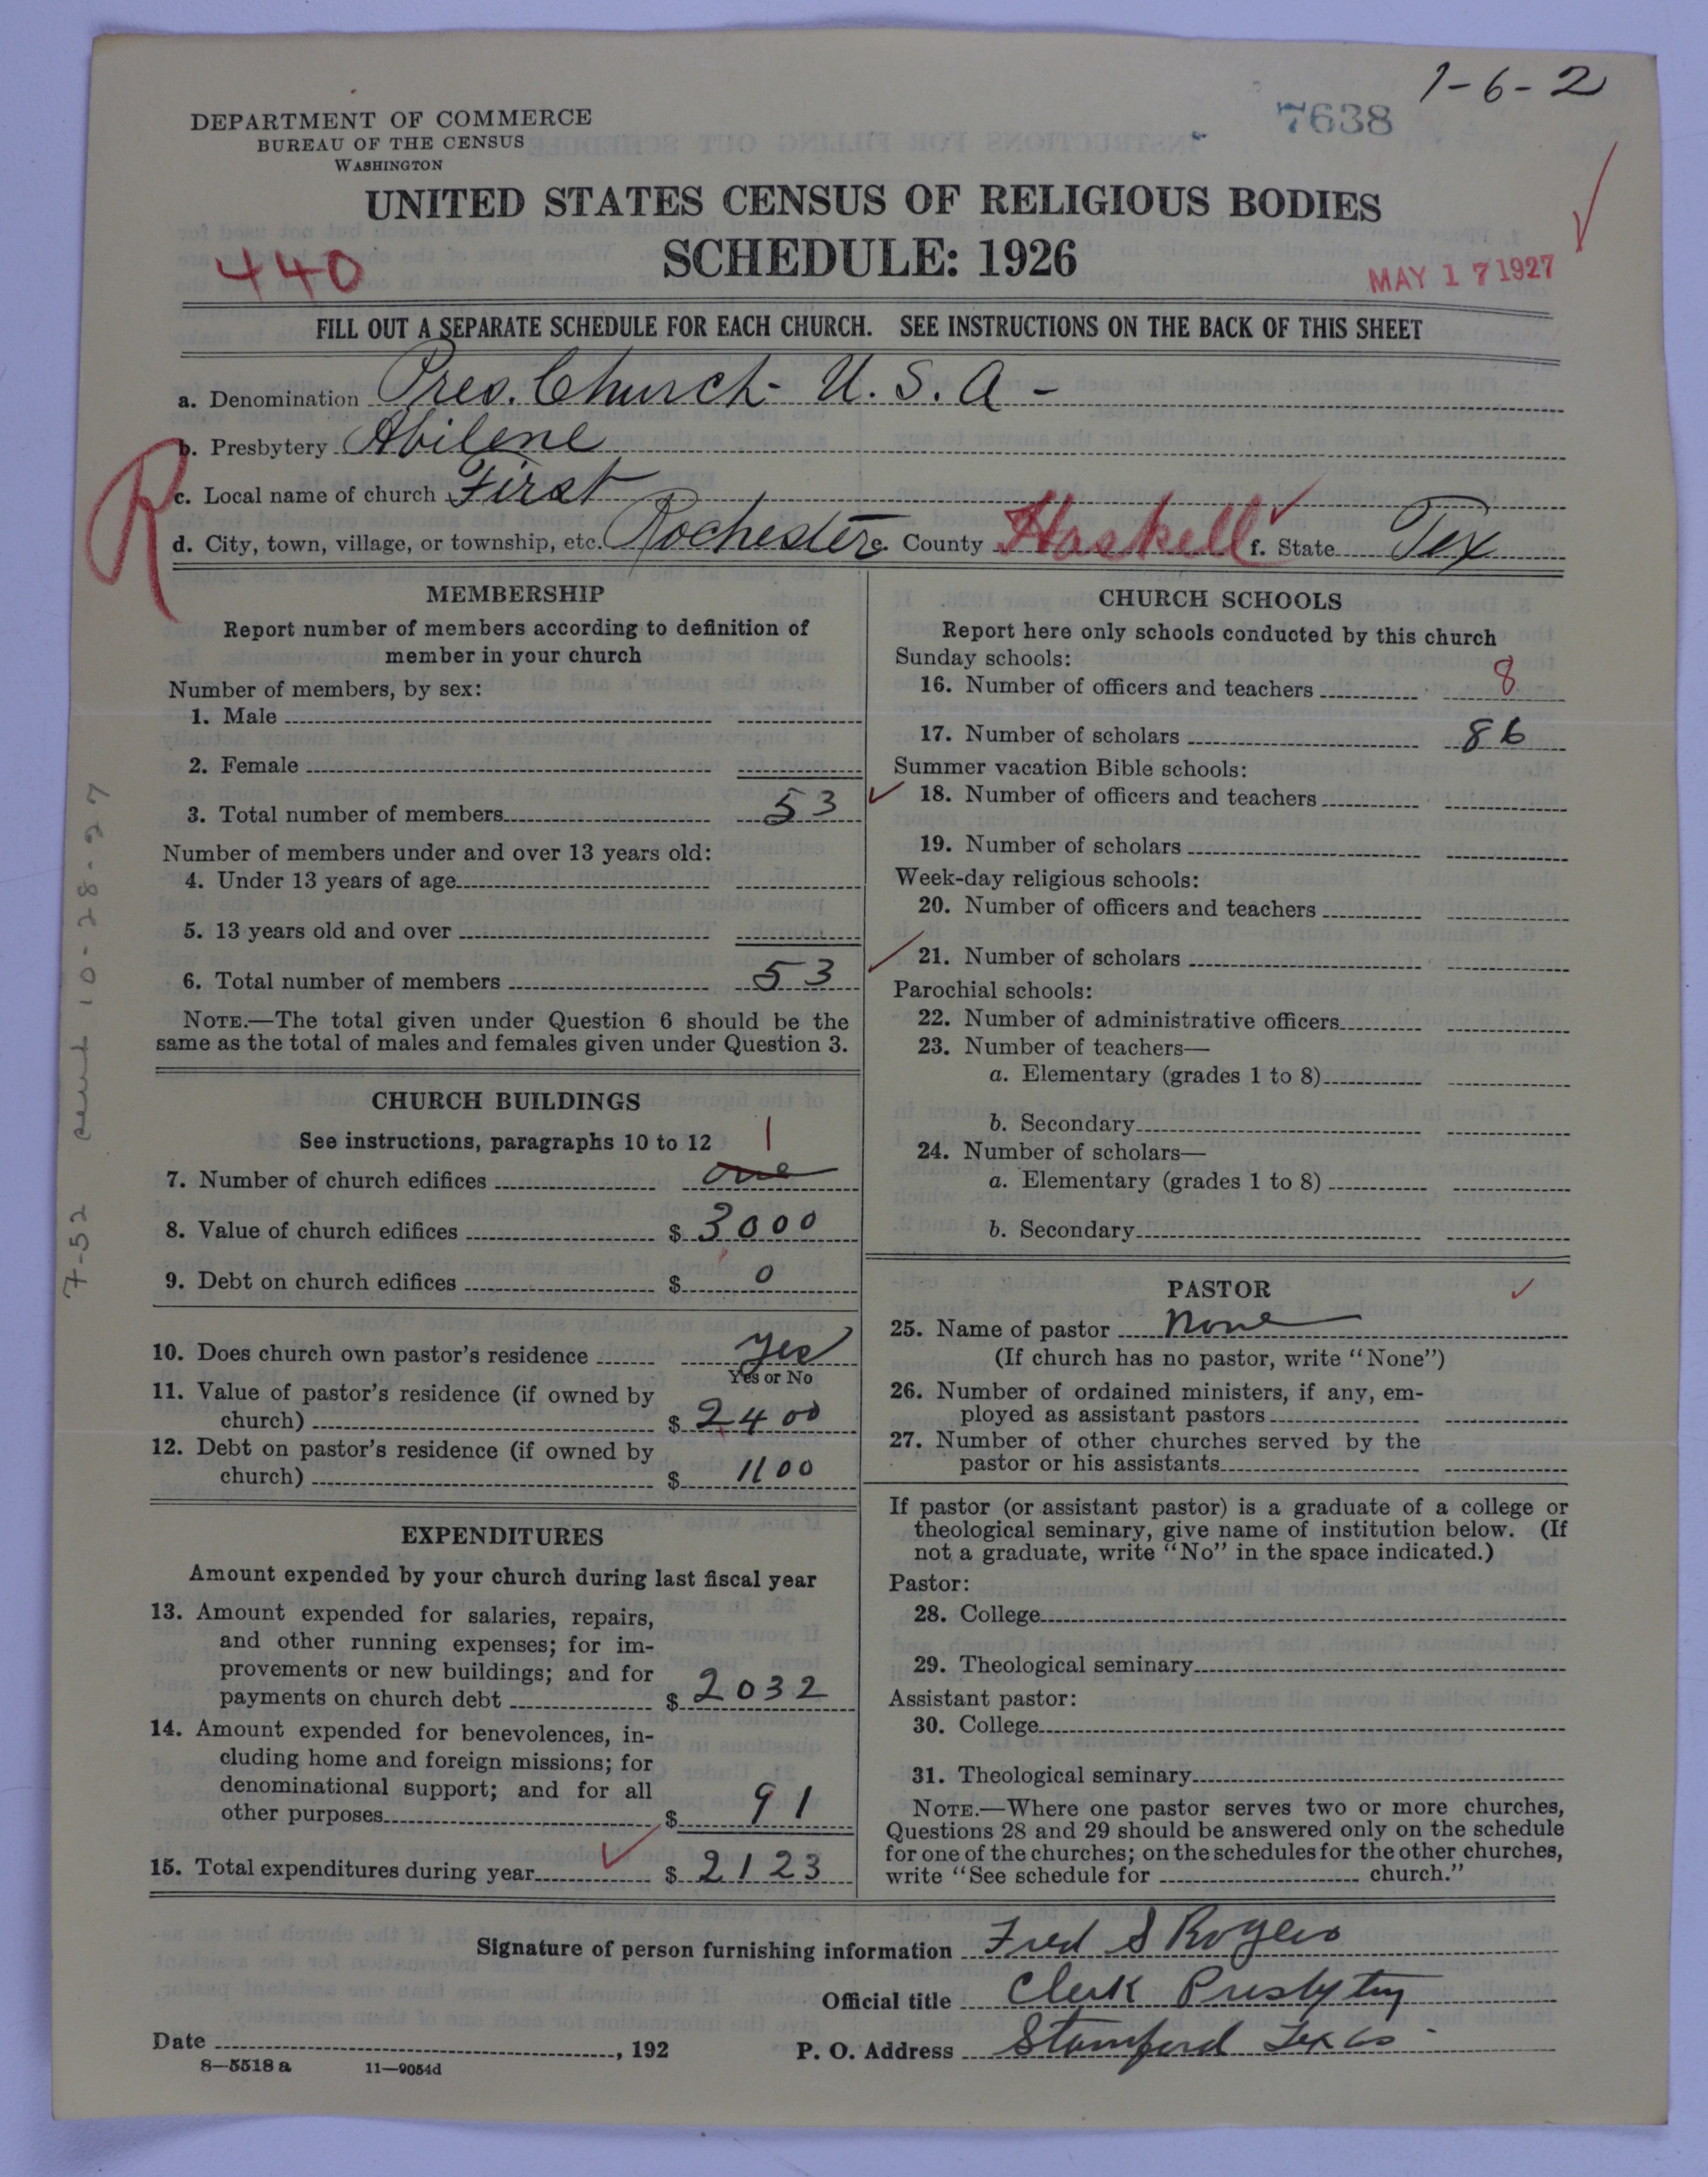 1-6-2
7638
DEPARTMENT OF COMMERCE
BUREAU OF THE CENSUS
WASHINGTON
UNITED STATES CENSUS OF RELIGIOUS BODIES
SCHEDULE: 1926
440
MAY 17 1927
FILL OUT A SEPARATE SCHEDULE FOR EACH CHURCH. SEE INSTRUCTIONS ON THE BACK OF THIS SHEET
a. Denomination Pres. Church - U. S. A -
b. Presbytery Abilene
R
c. Local name of church First
d. City, town, village, or township, etc. Rochester e. County Haskell f. State Tex
MEMBERSHIP
Report number of members according to definition of
member in your church
Number of members, by sex:
1. Male
2. Female
3. Total number of members 53
Number of members under and over 13 years old:
4. Under 13 years of age
5. 13 years old and over
6. Total number of members 53
NOTE.—The total given under Question 6 should be the
same as the total of males and females given under Question 3.
CHURCH BUILDINGS
See instructions, paragraphs 10 to 12
1
7. Number of church edifices one
8. Value of church edifices $ 3000
9. Debt on church edifices $ 0
10. Does church own pastor's residence yes
Yes or No
11. Value of pastor's residence (if owned by
church) $ 2400
12. Debt on pastor's residence (if owned by
church) $ 1100
EXPENDITURES
Amount expended by your church during last fiscal year
13. Amount expended for salaries, repairs,
and other running expenses; for im-
provements or new buildings; and for
payments on church debt $ 2032
14. Amount expended for benevolences, in-
cluding home and foreign missions; for
denominational support; and for all
other purposes $ 91
15. Total expenditures during year $ 2123
CHURCH SCHOOLS
Report here only schools conducted by this church
Sunday schools:
16. Number of officers and teachers 8
17. Number of scholars 86
Summer vacation Bible schools:
18. Number of officers and teachers
19. Number of scholars
Week-day religious schools:
20. Number of officers and teachers
21. Number of scholars
Parochial schools:
22. Number of administrative officers
23. Number of teachers—
a. Elementary (grades 1 to 8)
b. Secondary
24. Number of scholars—
a. Elementary (grades 1 to 8)
b. Secondary
PASTOR
25. Name of pastor None
(If church has no pastor, write "None")
26. Number of ordained ministers, if any, em-
ployed as assistant pastors
27. Number of other churches served by the
pastor or his assistants
If pastor (or assistant pastor) is a graduate of a college or
theological seminary, give name of institution below. (If
not a graduate, write "No" in the space indicated.)
Pastor:
28. College
29. Theological seminary
Assistant pastor:
30. College
31. Theological seminary
NOTE.—Where one pastor serves two or more churches,
Questions 28 and 29 should be answered only on the schedule
for one of the churches; on the schedules for the other churches,
write "See schedule for church."
Signature of person furnishing information Fred S Rogers
Official title Clerk Presbytery
Date , 192 P. O. Address Stamford Texas
8—5518 a 11—9054d
7-52 10-28-27